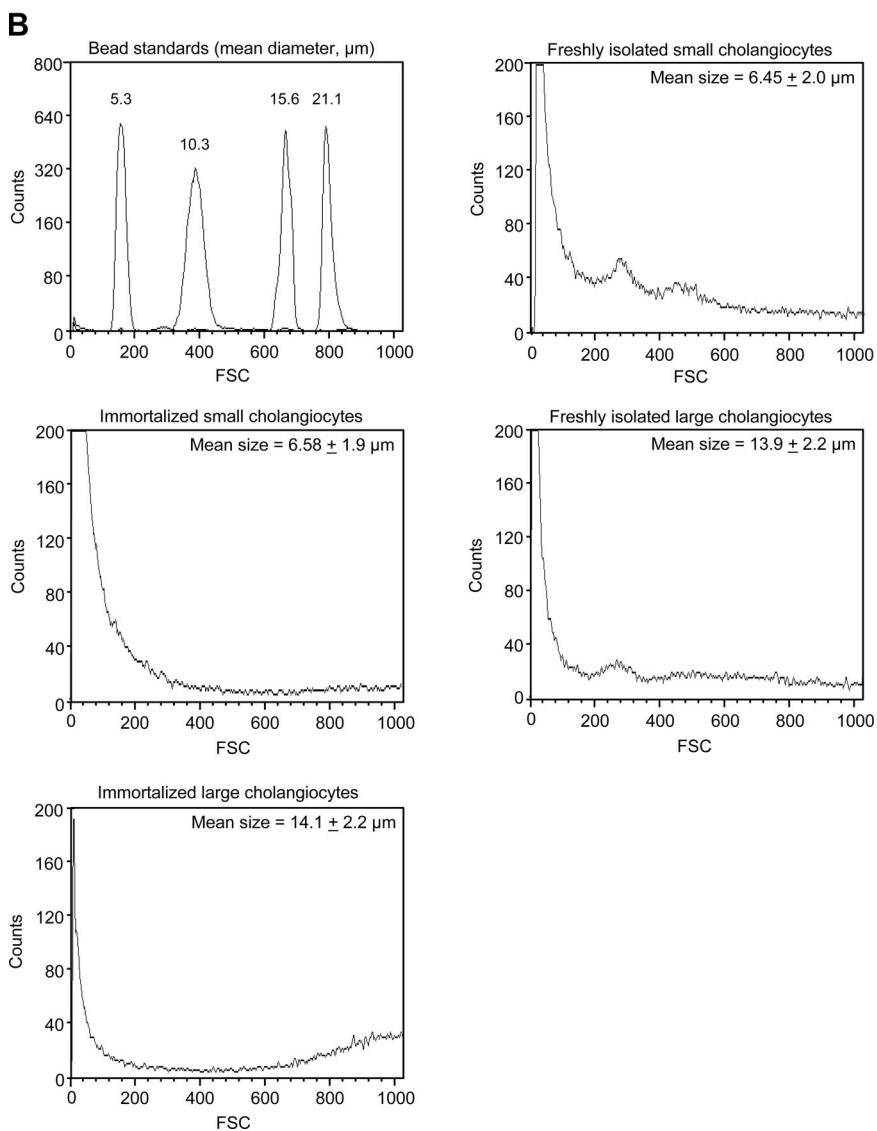 B
Bead standards (mean diameter, µm)
800
640
320
160
80
0
5.3
10.3
15.6
21.1
Counts
0 200 400 600 800 1000
FSC
Freshly isolated small cholangiocytes
Mean size = 6.45 ± 2.0 µm
200
160
120
80
40
0
Counts
0 200 400 600 800 1000
FSC
Immortalized small cholangiocytes
Mean size = 6.58 ± 1.9 µm
200
160
120
80
40
0
Counts
0 200 400 600 800 1000
FSC
Freshly isolated large cholangiocytes
Mean size = 13.9 ± 2.2 µm
200
160
120
80
40
0
Counts
0 200 400 600 800 1000
FSC
Immortalized large cholangiocytes
Mean size = 14.1 ± 2.2 µm
200
160
120
80
40
0
Counts
0 200 400 600 800 1000
FSC